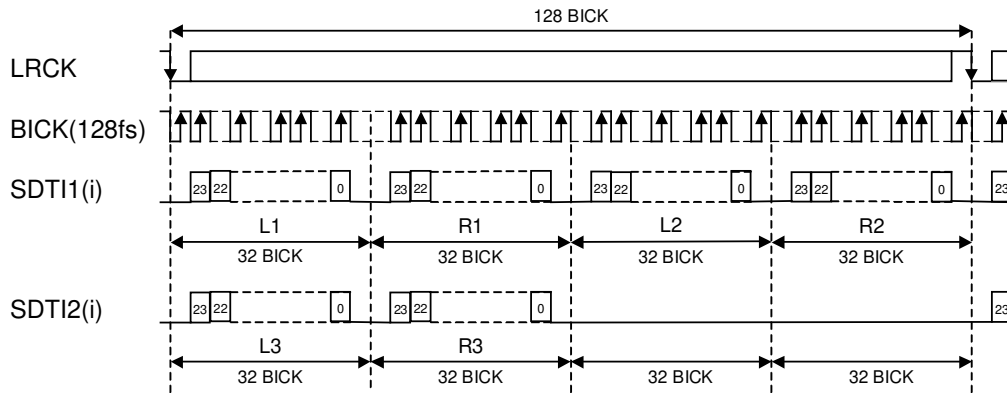 128 BICK
LRCK
BICK(128fs)
SDTI1(i)
23 22 0 23 22 0 23 22 0 23 22 0 23
L1 R1 L2 R2
32 BICK 32 BICK 32 BICK 32 BICK
SDTI2(i)
23 22 0 23 22 0 23
L3 R3
32 BICK 32 BICK 32 BICK 32 BICK